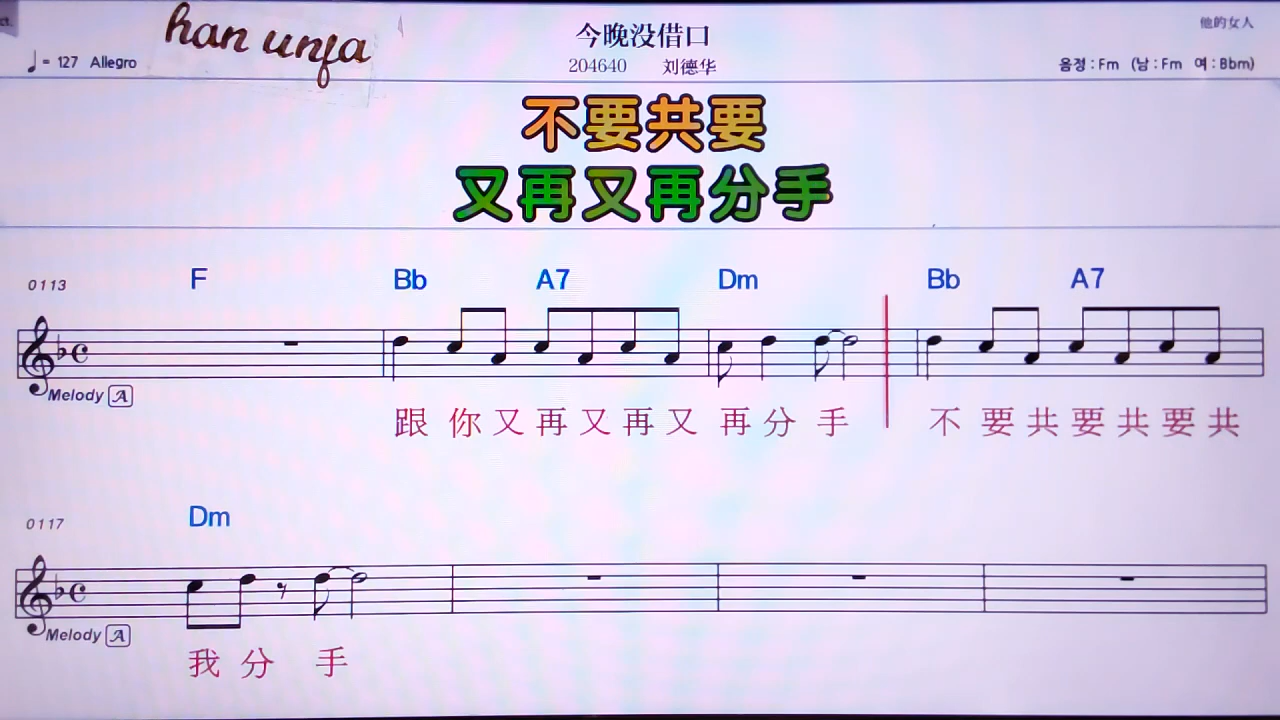 han unfa
今晚没借口
他的女人
♩= 127 Allegro
204640 刘德华
음정 : Fm (남 : Fm 여 : Bbm)
不要共要
又再又再分手
0113 F Bb A7 Dm Bb A7
Melody A
跟你又再又再又再分手 不要共要共要共
0117 Dm
Melody A
我分手